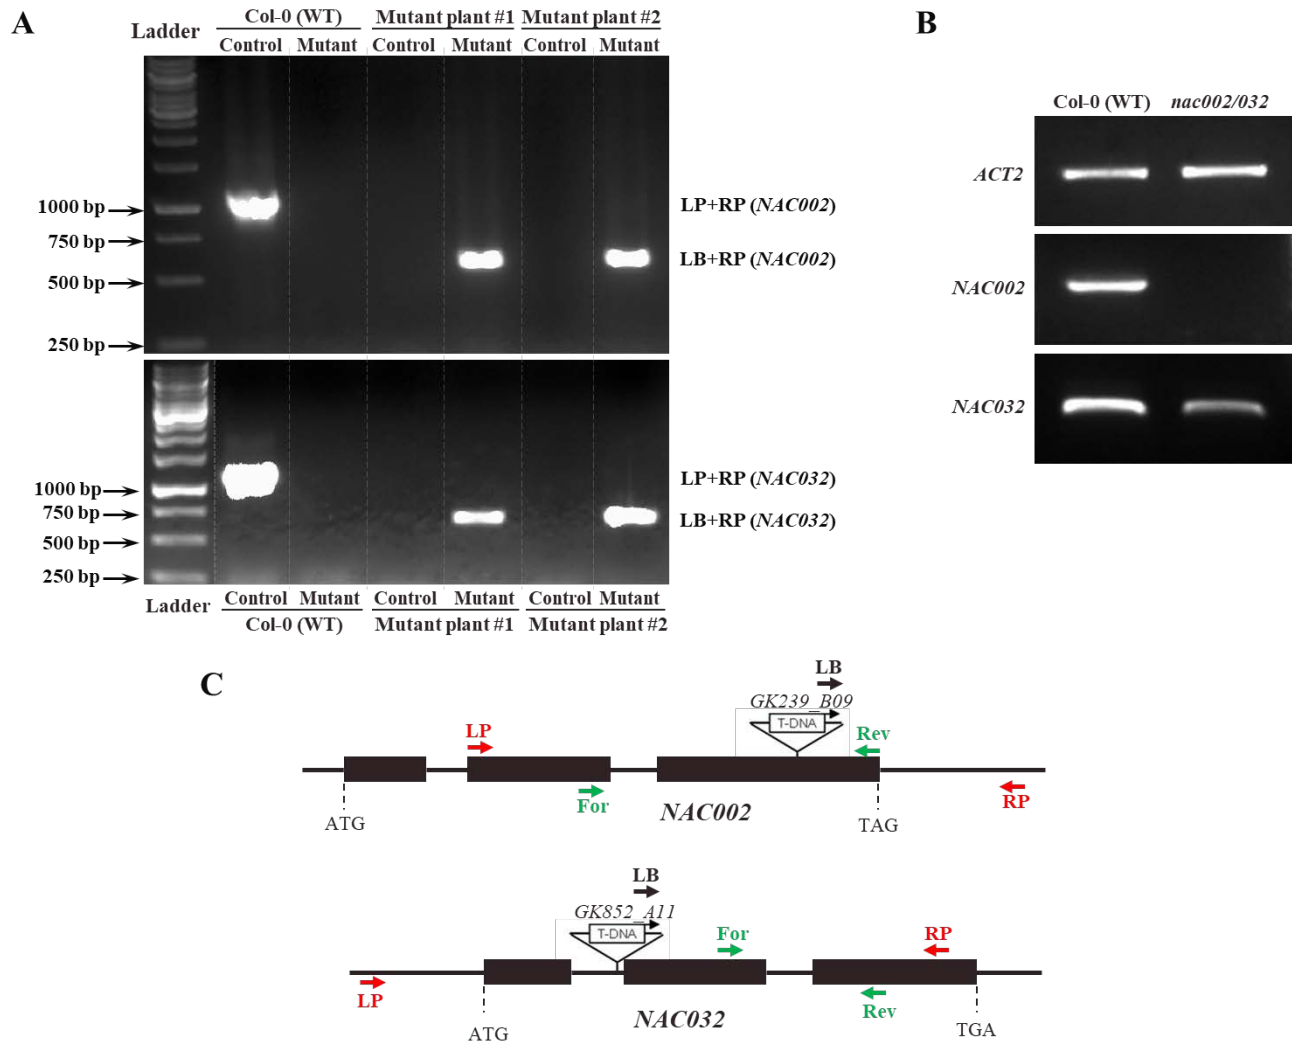 A
Ladder
Col-0 (WT)
Mutant plant #1
Mutant plant #2
Control
Mutant
Control
Mutant
Control
Mutant
1000 bp
750 bp
500 bp
250 bp
LP+RP (NAC002)
LB+RP (NAC002)
1000 bp
750 bp
500 bp
250 bp
LP+RP (NAC032)
LB+RP (NAC032)
Ladder
Control
Mutant
Control
Mutant
Control
Mutant
Col-0 (WT)
Mutant plant #1
Mutant plant #2
B
Col-0 (WT)
nac002/032
ACT2
NAC002
NAC032
C
LB
GK239_B09
T-DNA
LP
Rev
For
RP
NAC002
ATG
TAG
LB
GK852_A11
T-DNA
For
RP
LP
Rev
NAC032
ATG
TGA